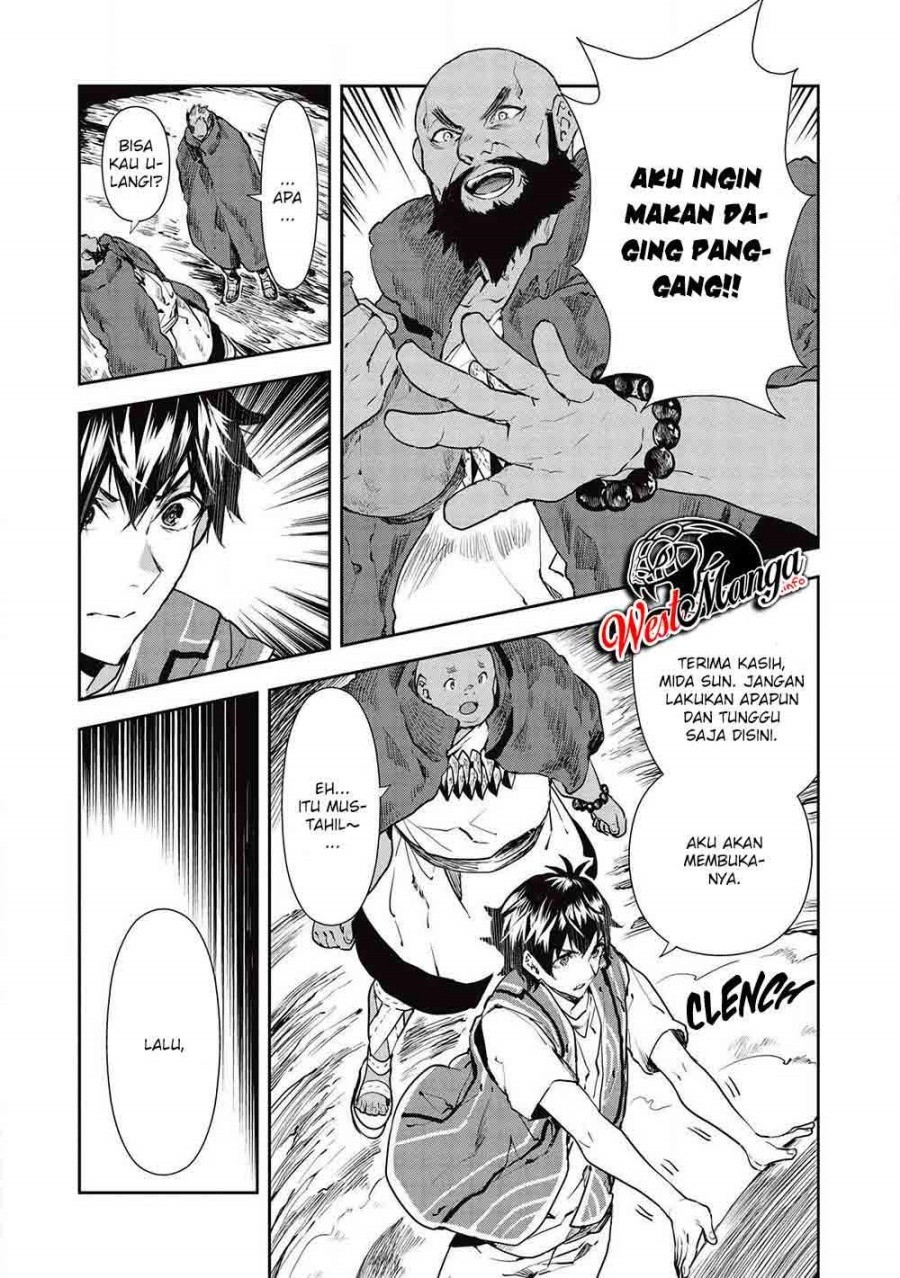 AKU INGIN
MAKAN DA-
GING PANG-
GANG!!
...
APA
...
BISA
KAU U-
LANGI?
WestManga
.info
TERIMA KASIH,
MIDA SUN. JANGAN
LAKUKAN APAPUN
DAN TUNGGU
SAJA DISINI.
AKU AKAN
MEMBUKA-
NYA.
CLENCH
EH...
ITU MUS-
TAHIL~
...
LALU,